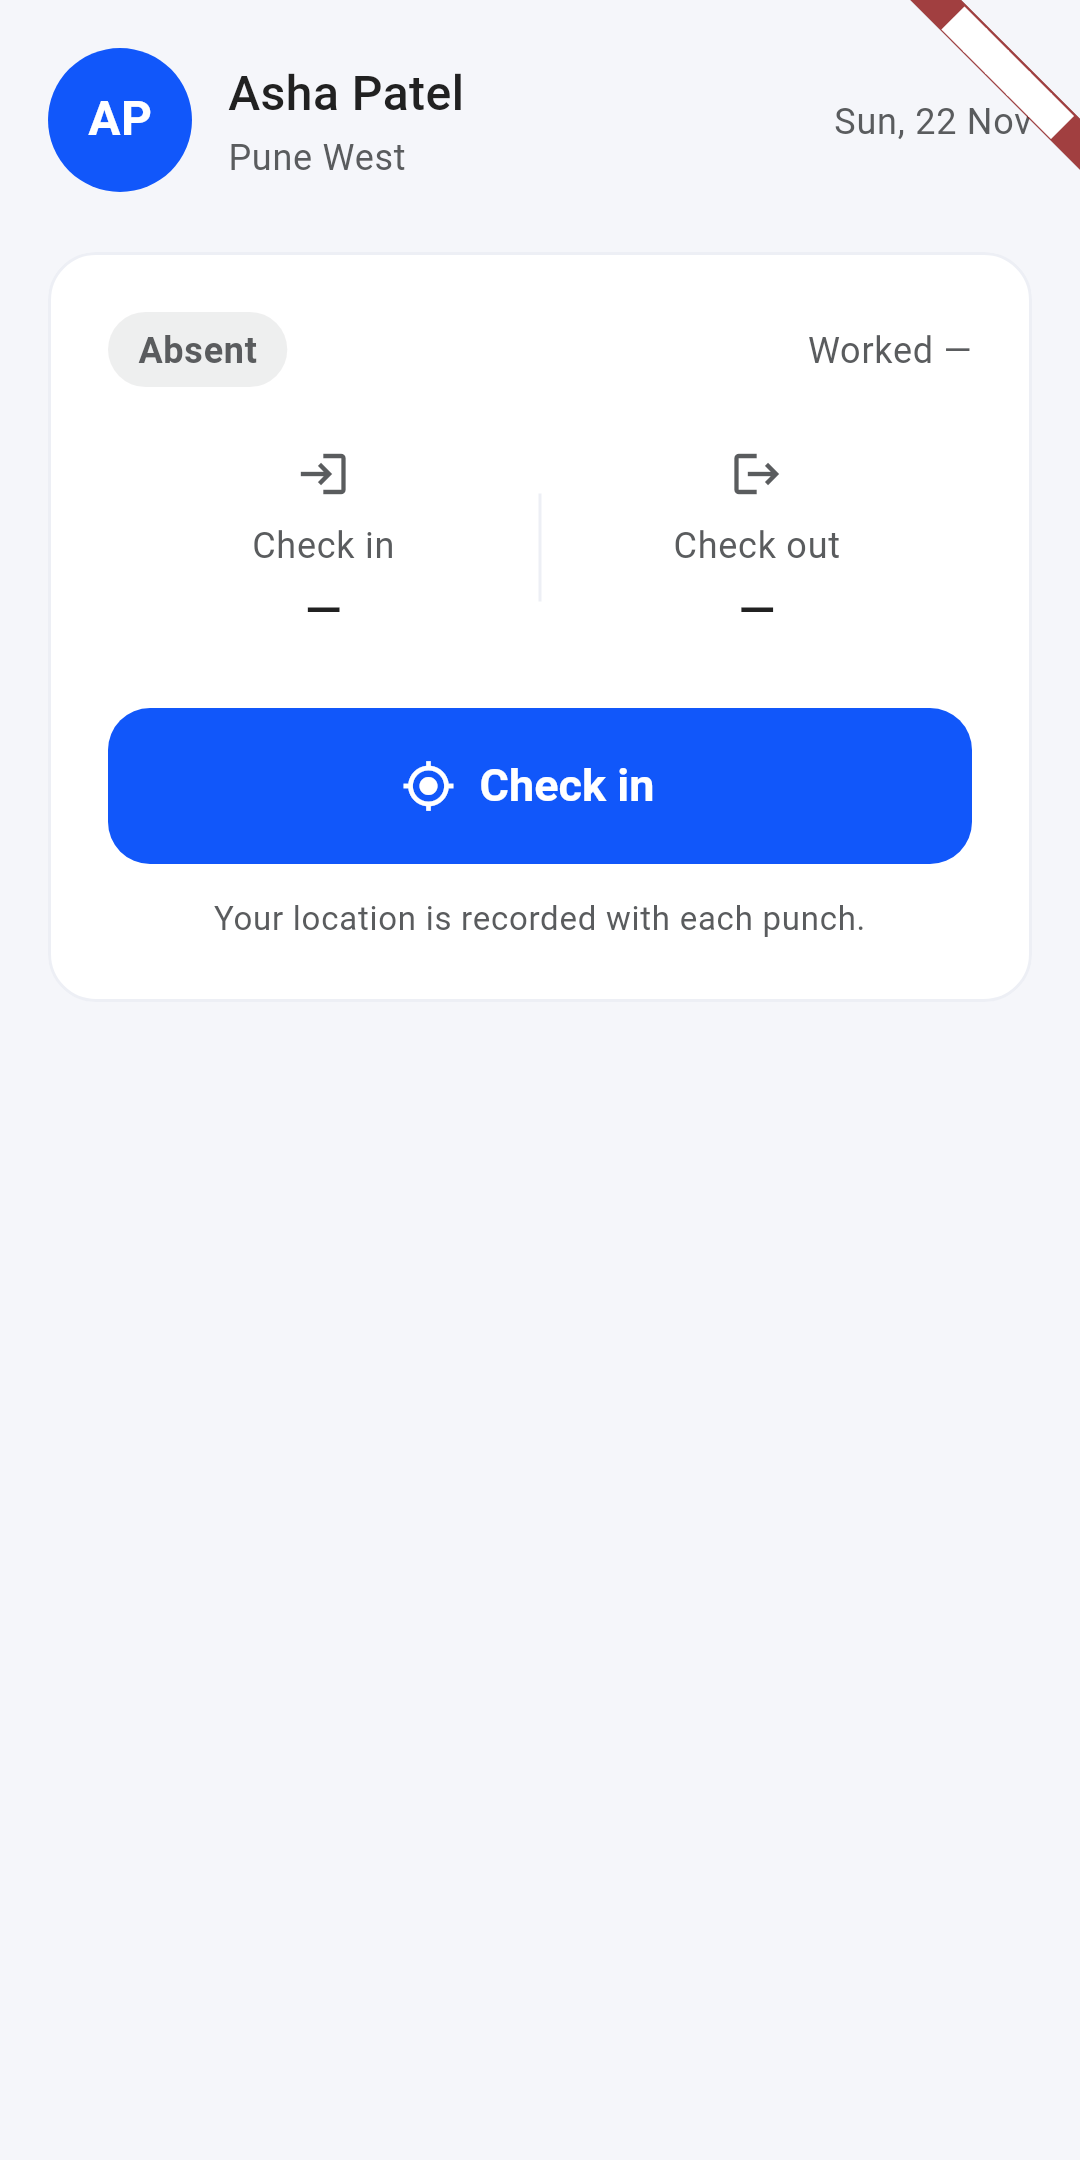 AP
Asha Patel
Pune West
Sun, 22 Nov
Absent
Worked —
Check in
—
Check out
—
Check in
Your location is recorded with each punch.